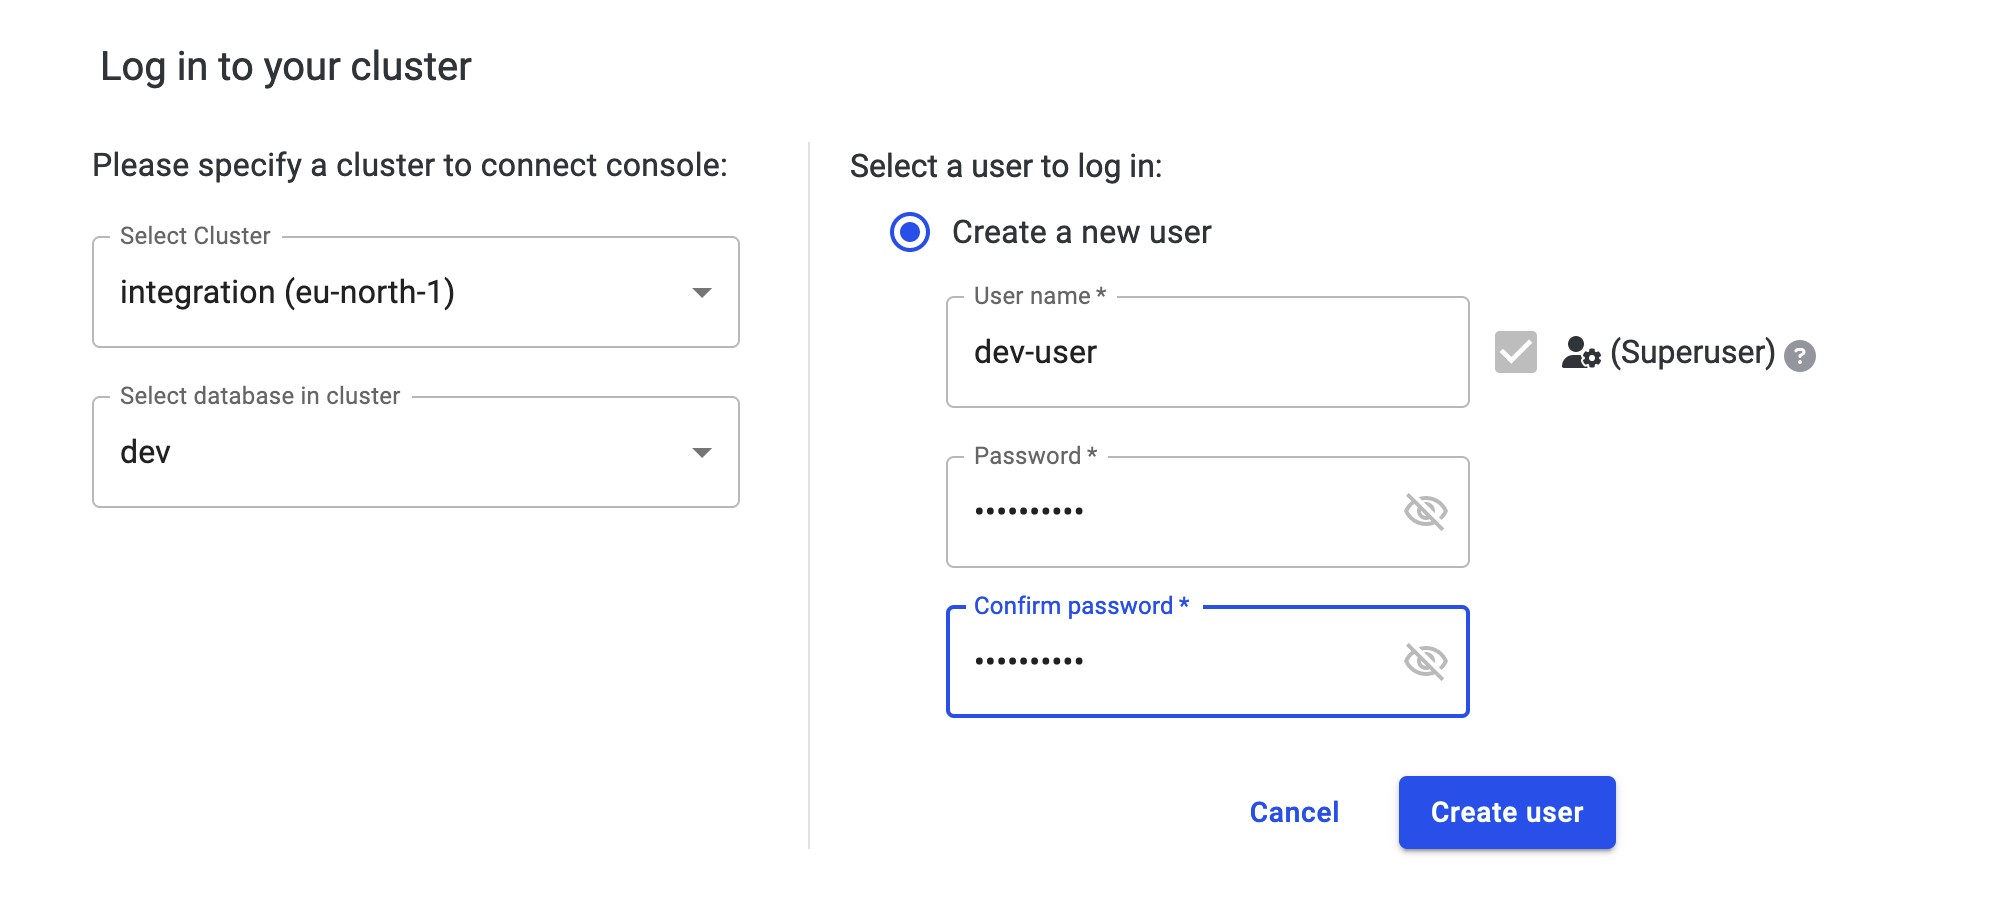 Log in to your cluster
Please specify a cluster to connect console:
Select Cluster
integration (eu-north-1)
Select database in cluster
dev
Select a user to log in:
Create a new user
User name *
dev-user
(Superuser) ?
Password *
••••••••••
Confirm password *
••••••••••
Cancel
Create user